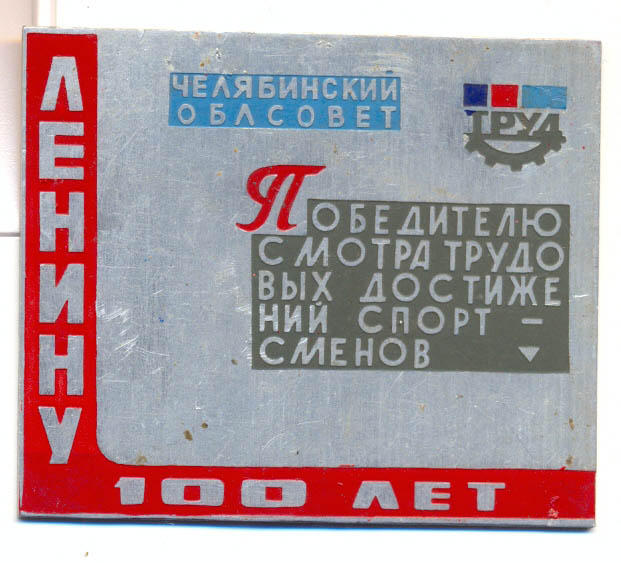 ЛЕНИНУ
100 ЛЕТ
ЧЕЛЯБИНСКИЙ
ОБЛСОВЕТ
ТРУД
ПОБЕДИТЕЛЮ
СМОТРА ТРУДО
ВЫХ ДОСТИЖЕ
НИЙ СПОРТ –
СМЕНОВ